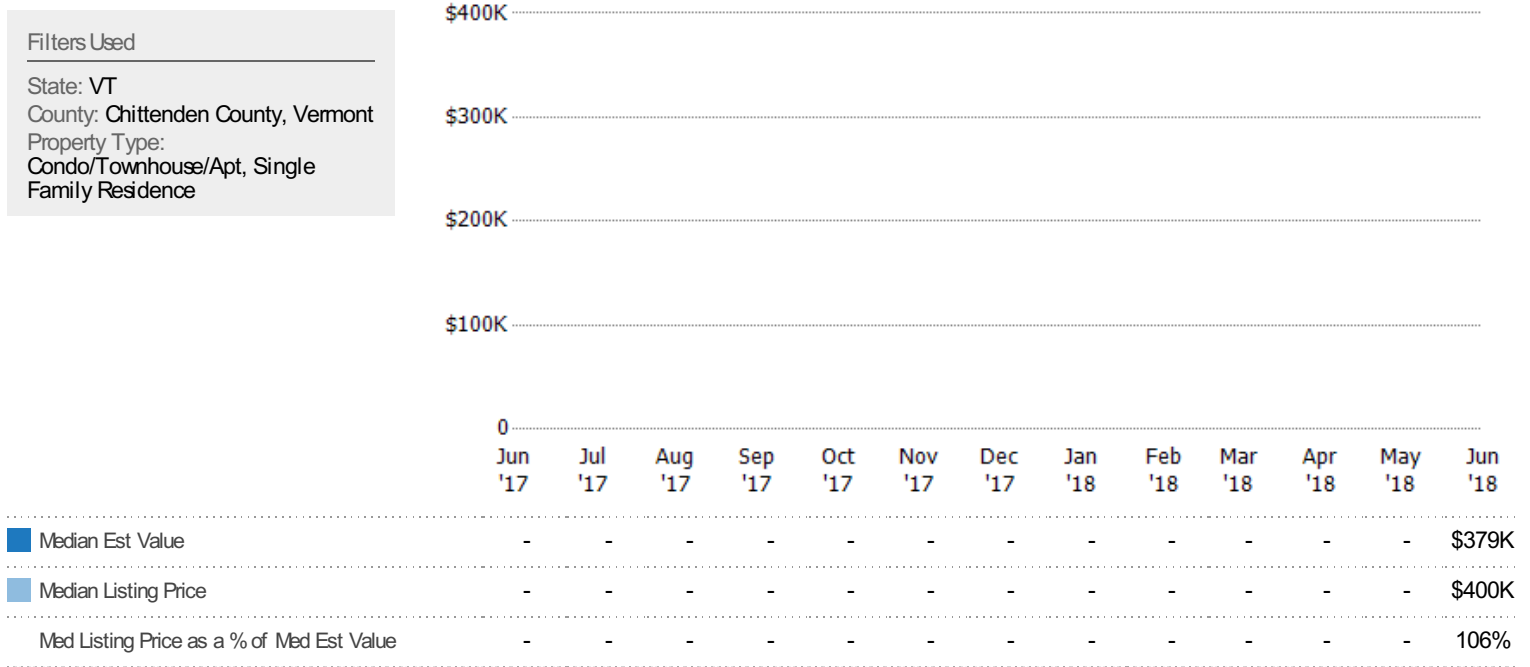 Filters Used
State: VT
County: Chittenden County, Vermont
Property Type:
Condo/Townhouse/Apt, Single
Family Residence
$400K
$300K
$200K
$100K
0
Jun Jul Aug Sep Oct Nov Dec Jan Feb Mar Apr May Jun
'17 '17 '17 '17 '17 '17 '17 '18 '18 '18 '18 '18 '18
Median Est Value - - - - - - - - - - - - $379K
Median Listing Price - - - - - - - - - - - - $400K
Med Listing Price as a % of Med Est Value - - - - - - - - - - - - 106%